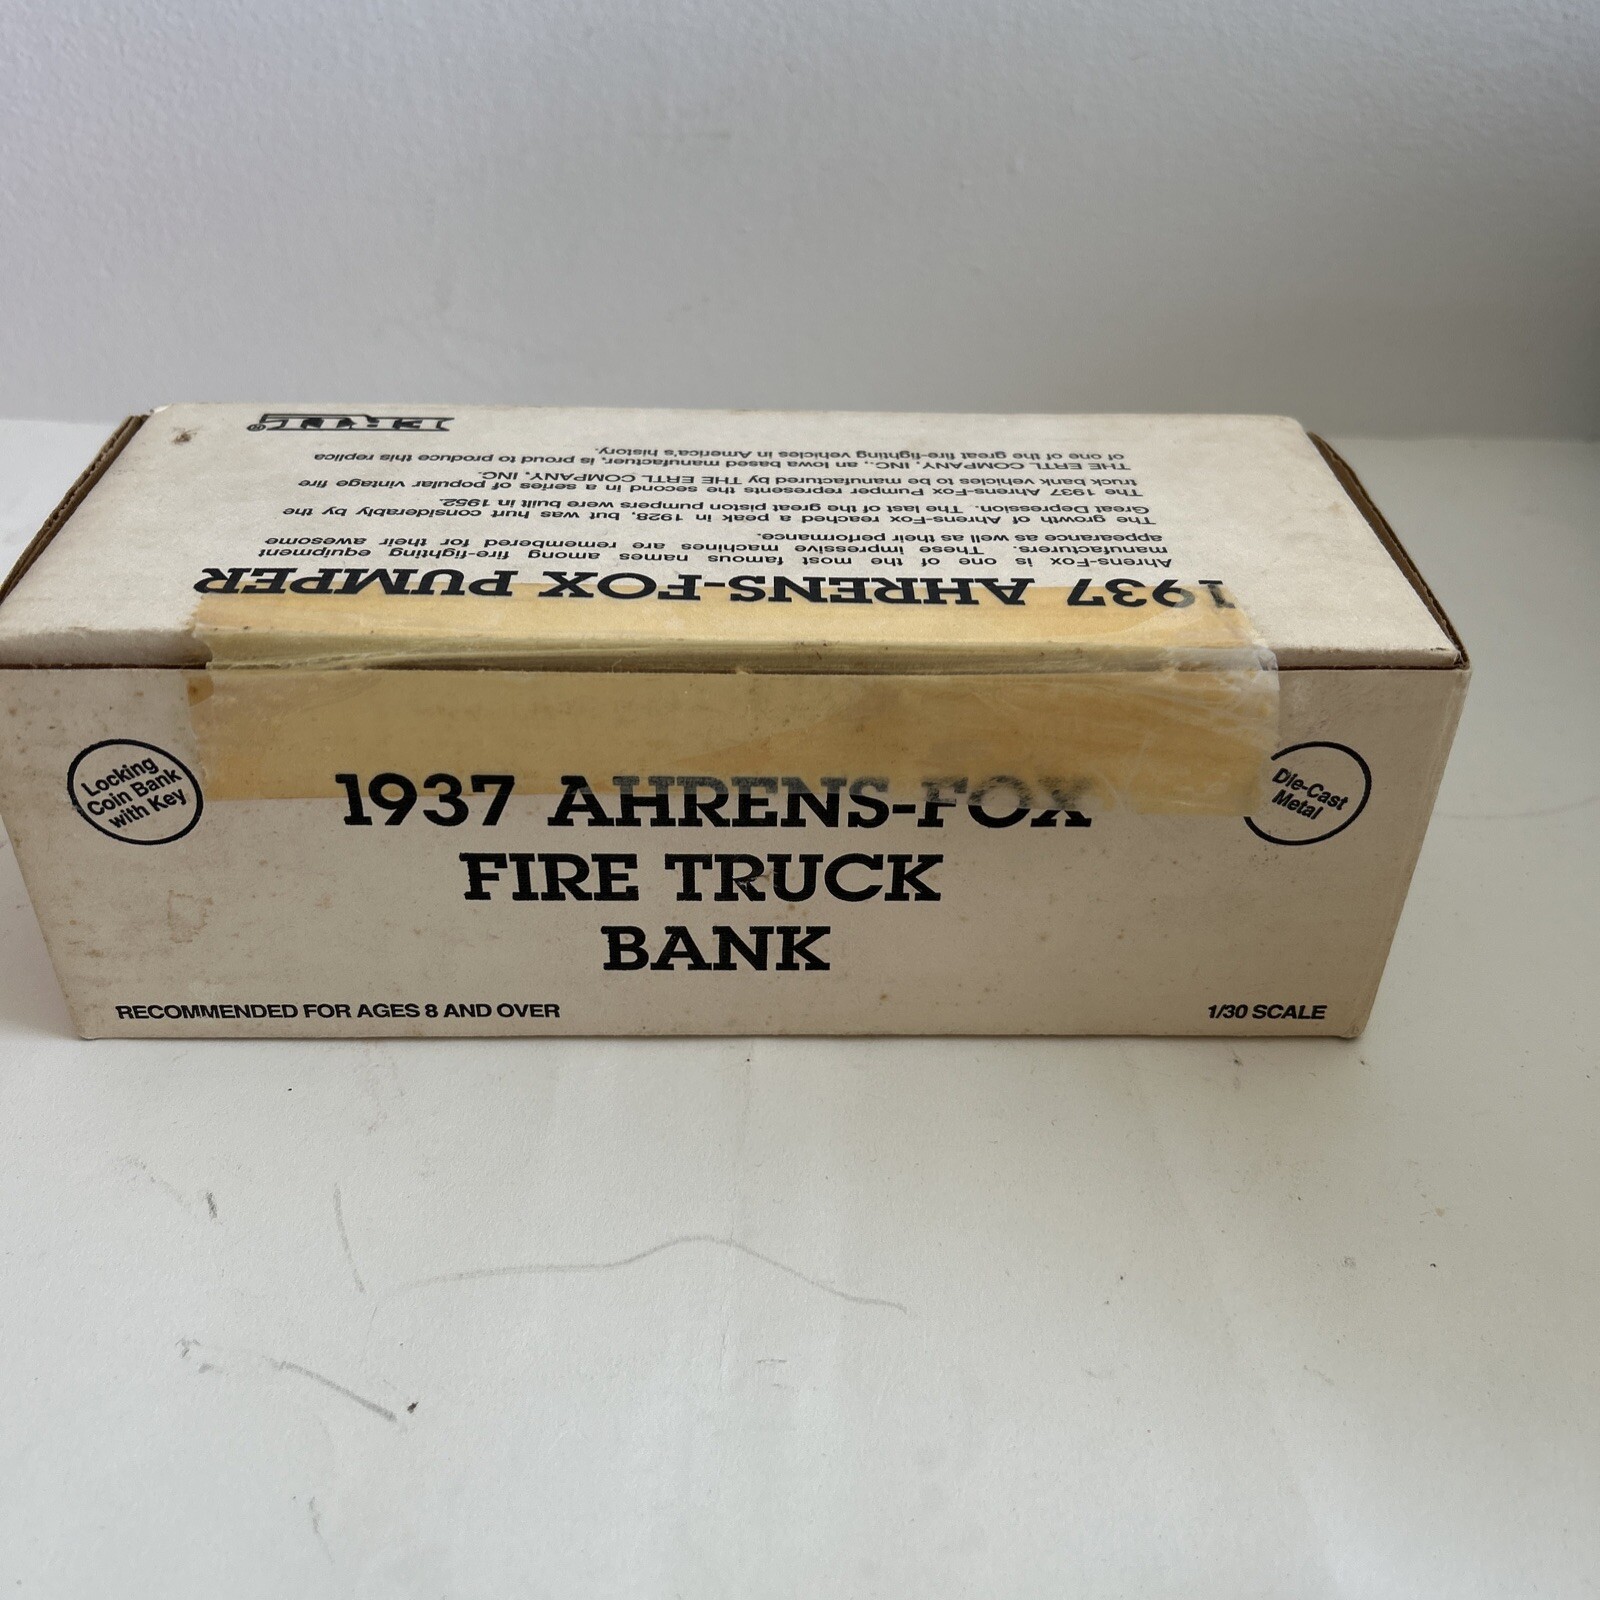 1937 AHRENS-FOX PUMPER
Ahrens-Fox is one of the most famous names among fire-fighting equipment
manufacturers. These impressive machines are remembered for their awesome
appearance as well as their performance.
The growth of Ahrens-Fox reached a peak in 1928, but was hurt considerably by the
Great Depression. The last of the great piston pumpers were built in 1952.
The 1937 Ahrens-Fox Pumper represents the second in a series of popular vintage fire
truck bank vehicles to be manufactured by THE ERTL COMPANY, INC.
THE ERTL COMPANY, INC., an Iowa based manufactuer, is proud to produce this replica
of one of the great fire-fighting vehicles in America's history.
ERTL®
Locking
Coin Bank
with Key
1937 AHRENS-FOX
FIRE TRUCK
BANK
Die-Cast
Metal
RECOMMENDED FOR AGES 8 AND OVER
1/30 SCALE